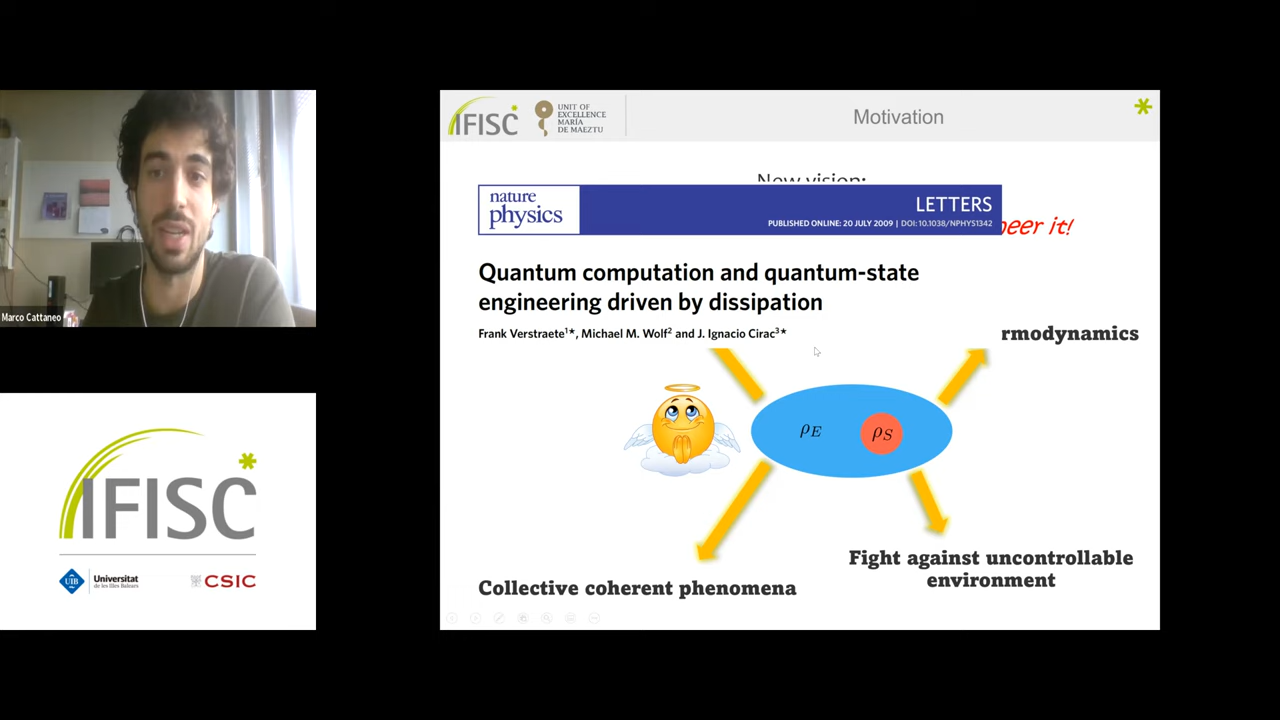 Marco Cattaneo
IFISC
UIB
Universitat
de les Illes Balears
CSIC
IFISC
UNIT OF
EXCELLENCE
MARÍA
DE MAEZTU
Motivation
New vision:
neer it!
nature
physics
LETTERS
PUBLISHED ONLINE: 20 JULY 2009 | DOI: 10.1038/NPHYS1342
Quantum computation and quantum-state
engineering driven by dissipation
Frank Verstraete1*, Michael M. Wolf2 and J. Ignacio Cirac3*
rmodynamics
ρE
ρS
Fight against uncontrollable
environment
Collective coherent phenomena